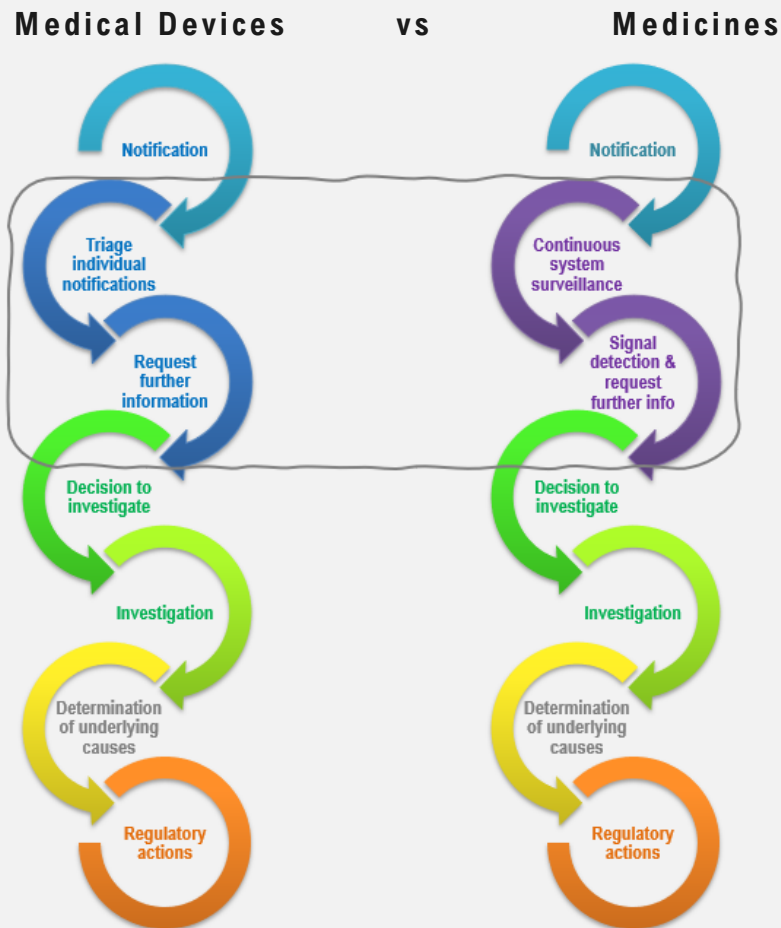 Medical Devices vs Medicines
Notification
Triage
individual
notifications
Request
further
information
Decision to
investigate
Investigation
Determination
of underlying
causes
Regulatory
actions
Notification
Continuous
system
surveillance
Signal
detection &
request
further info
Decision to
investigate
Investigation
Determination
of underlying
causes
Regulatory
actions